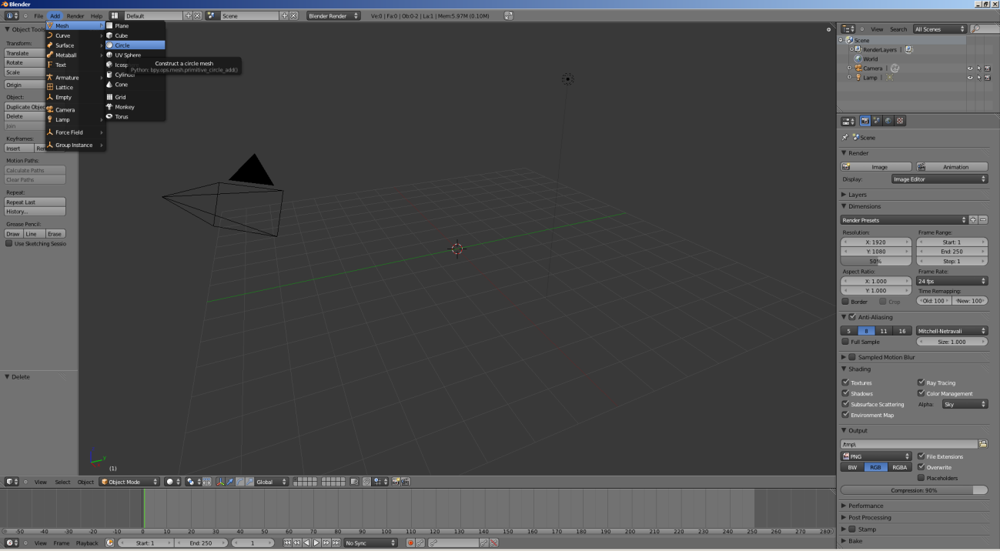 Blender
File Add Render Help Default Scene Blender Render Ve:0 | Fa:0 | Ob:0-2 | La:1 | Mem:5.97M (0.10M)
Object Tools
Transform:
Translate
Rotate
Scale
Origin
Object:
Duplicate Objec
Delete
Join
Keyframes:
Insert
Motion Paths:
Calculate Paths
Clear Paths
Repeat:
Repeat Last
History...
Grease Pencil:
Draw Line Erase
Use Sketching Sessio
Delete
Mesh
Curve
Surface
Metaball
Text
Armature
Lattice
Empty
Camera
Lamp
Force Field
Group Instance
Plane
Cube
Circle
UV Sphere
Icosp
Cylinder
Cone
Grid
Monkey
Torus
Construct a circle mesh
Python: bpy.ops.mesh.primitive_circle_add()
y
(1)
View Select Object Object Mode Global
-50 -40 -30 -20 -10 0 10 20 30 40 50 60 70 80 90 100 110 120 130 140 150 160 170 180 190 200 210 220 230 240 250 260 270 280
View Frame Playback Start: 1 End: 250 1 No Sync
View Search All Scenes
Scene
RenderLayers |
World
Camera |
Lamp |
Scene
Render
Image Animation
Display: Image Editor
Layers
Dimensions
Render Presets
Resolution: Frame Range:
X: 1920 Start: 1
Y: 1080 End: 250
50% Step: 1
Aspect Ratio: Frame Rate:
X: 1.000 24 fps
Y: 1.000 Time Remapping:
Border Crop Old: 100 New: 100
Anti-Aliasing
5 8 11 16 Mitchell-Netravali
Full Sample Size: 1.000
Sampled Motion Blur
Shading
Textures Ray Tracing
Shadows Color Management
Subsurface Scattering Alpha: Sky
Environment Map
Output
/tmp\
PNG File Extensions
BW RGB RGBA Overwrite
Placeholders
Compression: 90%
Performance
Post Processing
Stamp
Bake